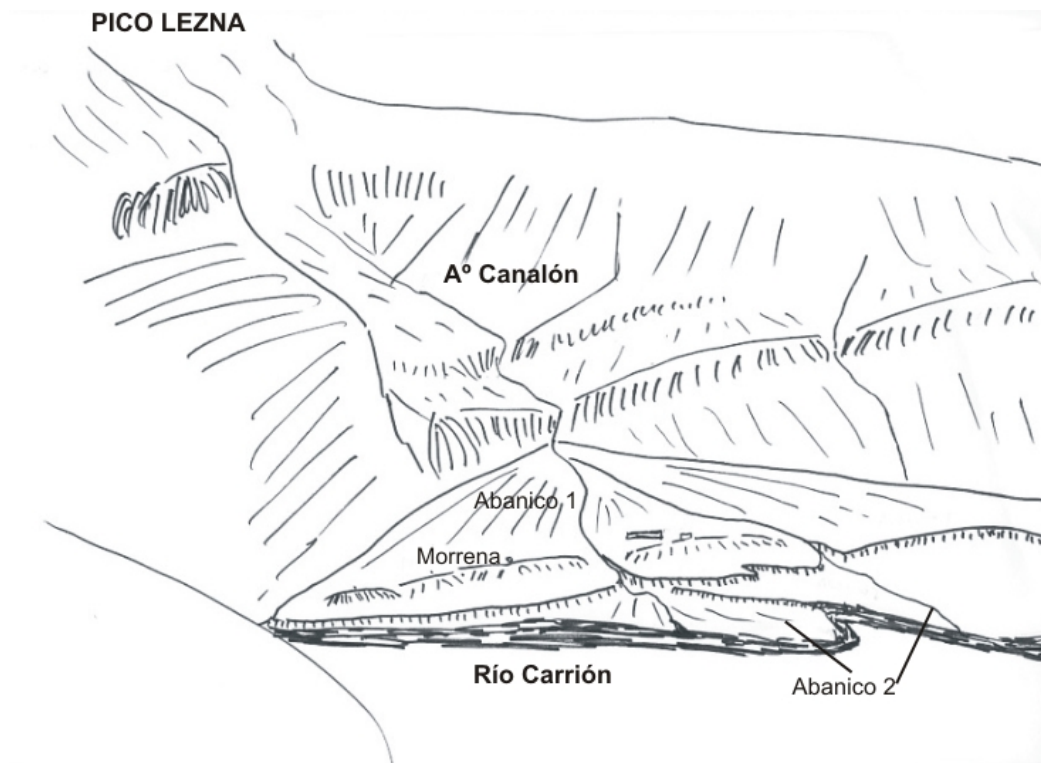 PICO LEZNA
Aº Canalón
Abanico 1
Morrena
Río Carrión
Abanico 2